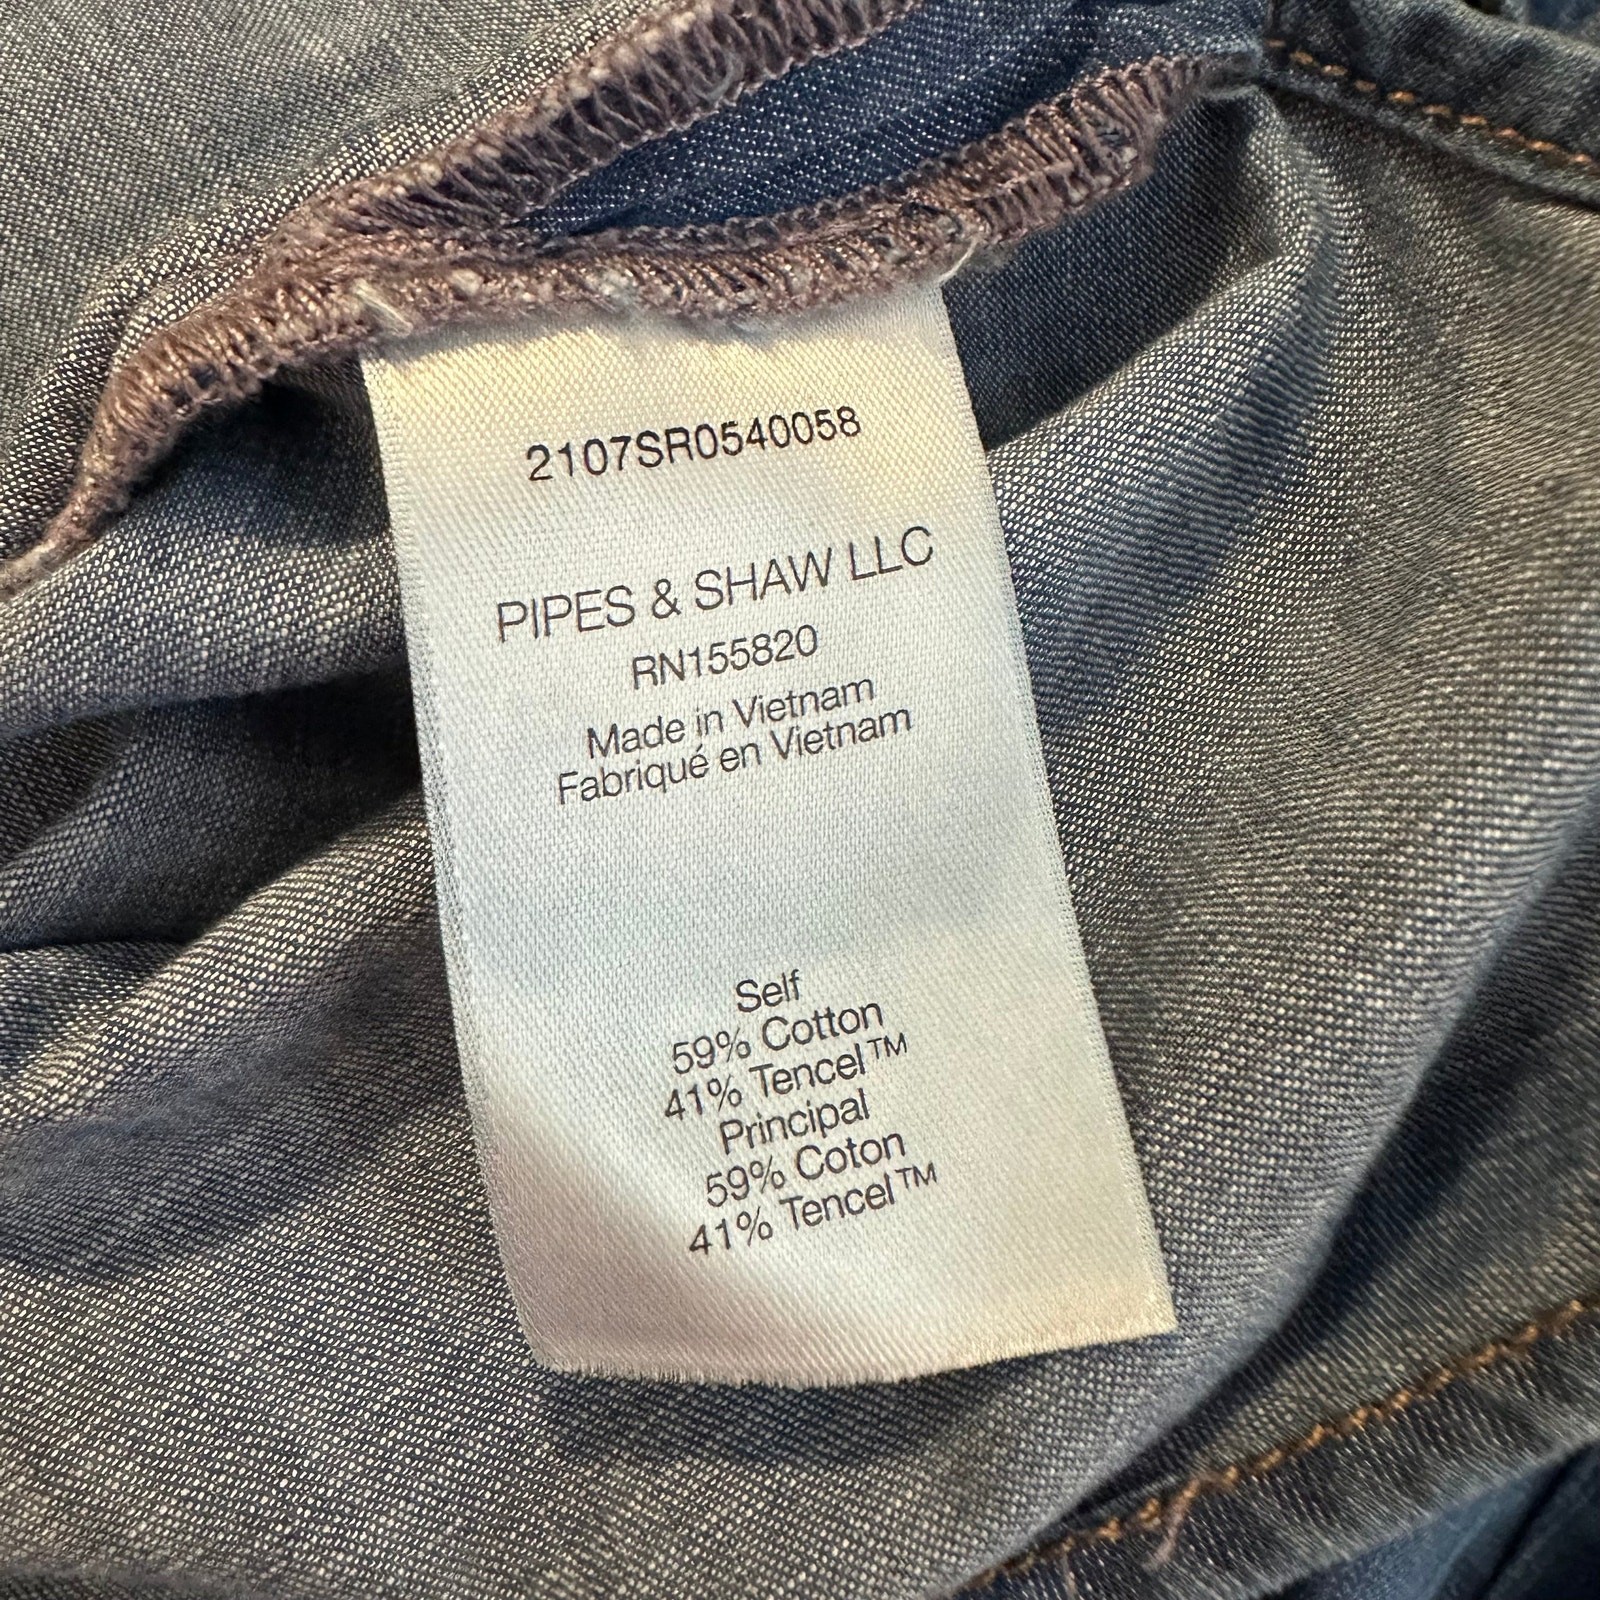 2107SR0540058
PIPES & SHAW LLC
RN155820
Made in Vietnam
Fabriqué en Vietnam
Self
59% Cotton
41% Tencel™
Principal
59% Coton
41% Tencel™